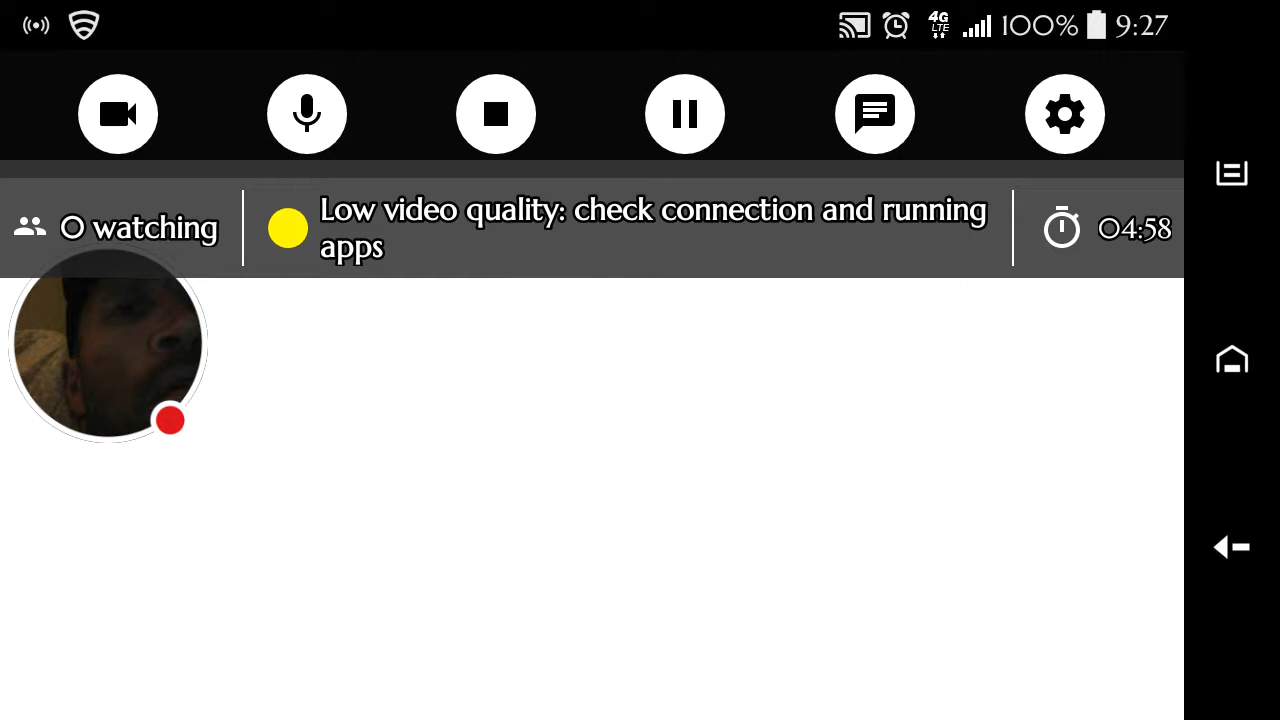 4G LTE 100% 9:27
0 watching
Low video quality: check connection and running
apps
04:58